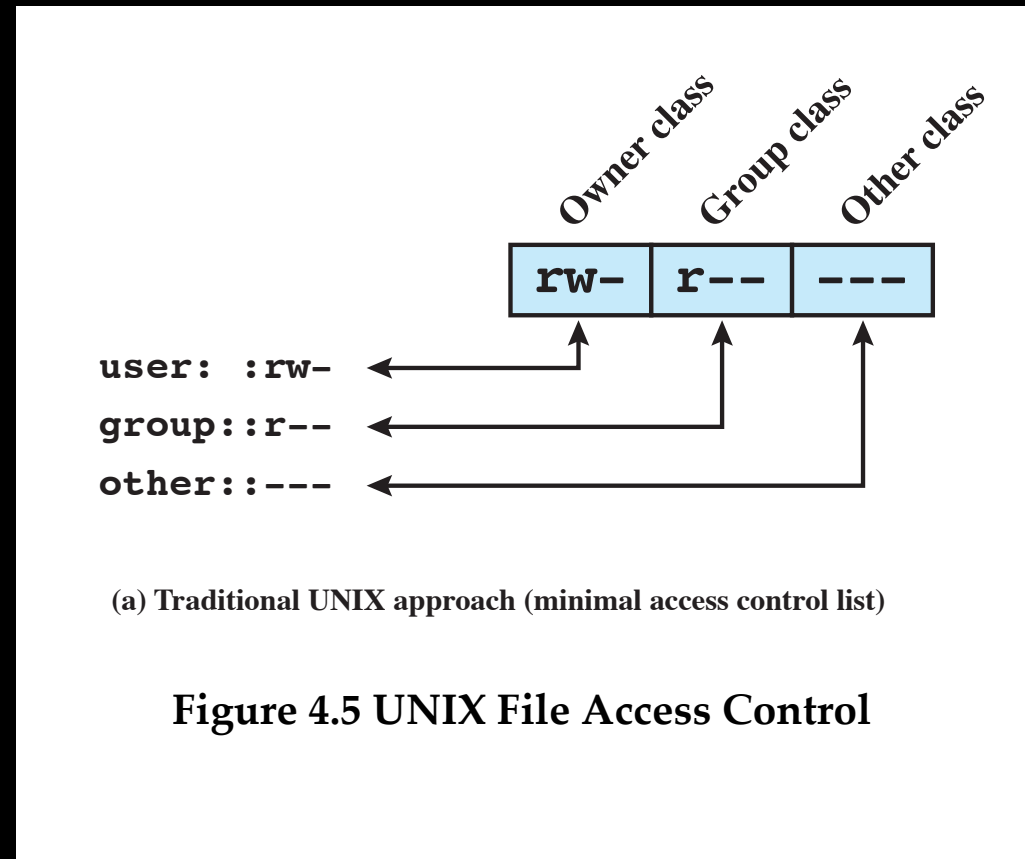 Owner class
Group class
Other class
rw- r-- ---
user: :rw-
group::r--
other::---
(a) Traditional UNIX approach (minimal access control list)
Figure 4.5 UNIX File Access Control